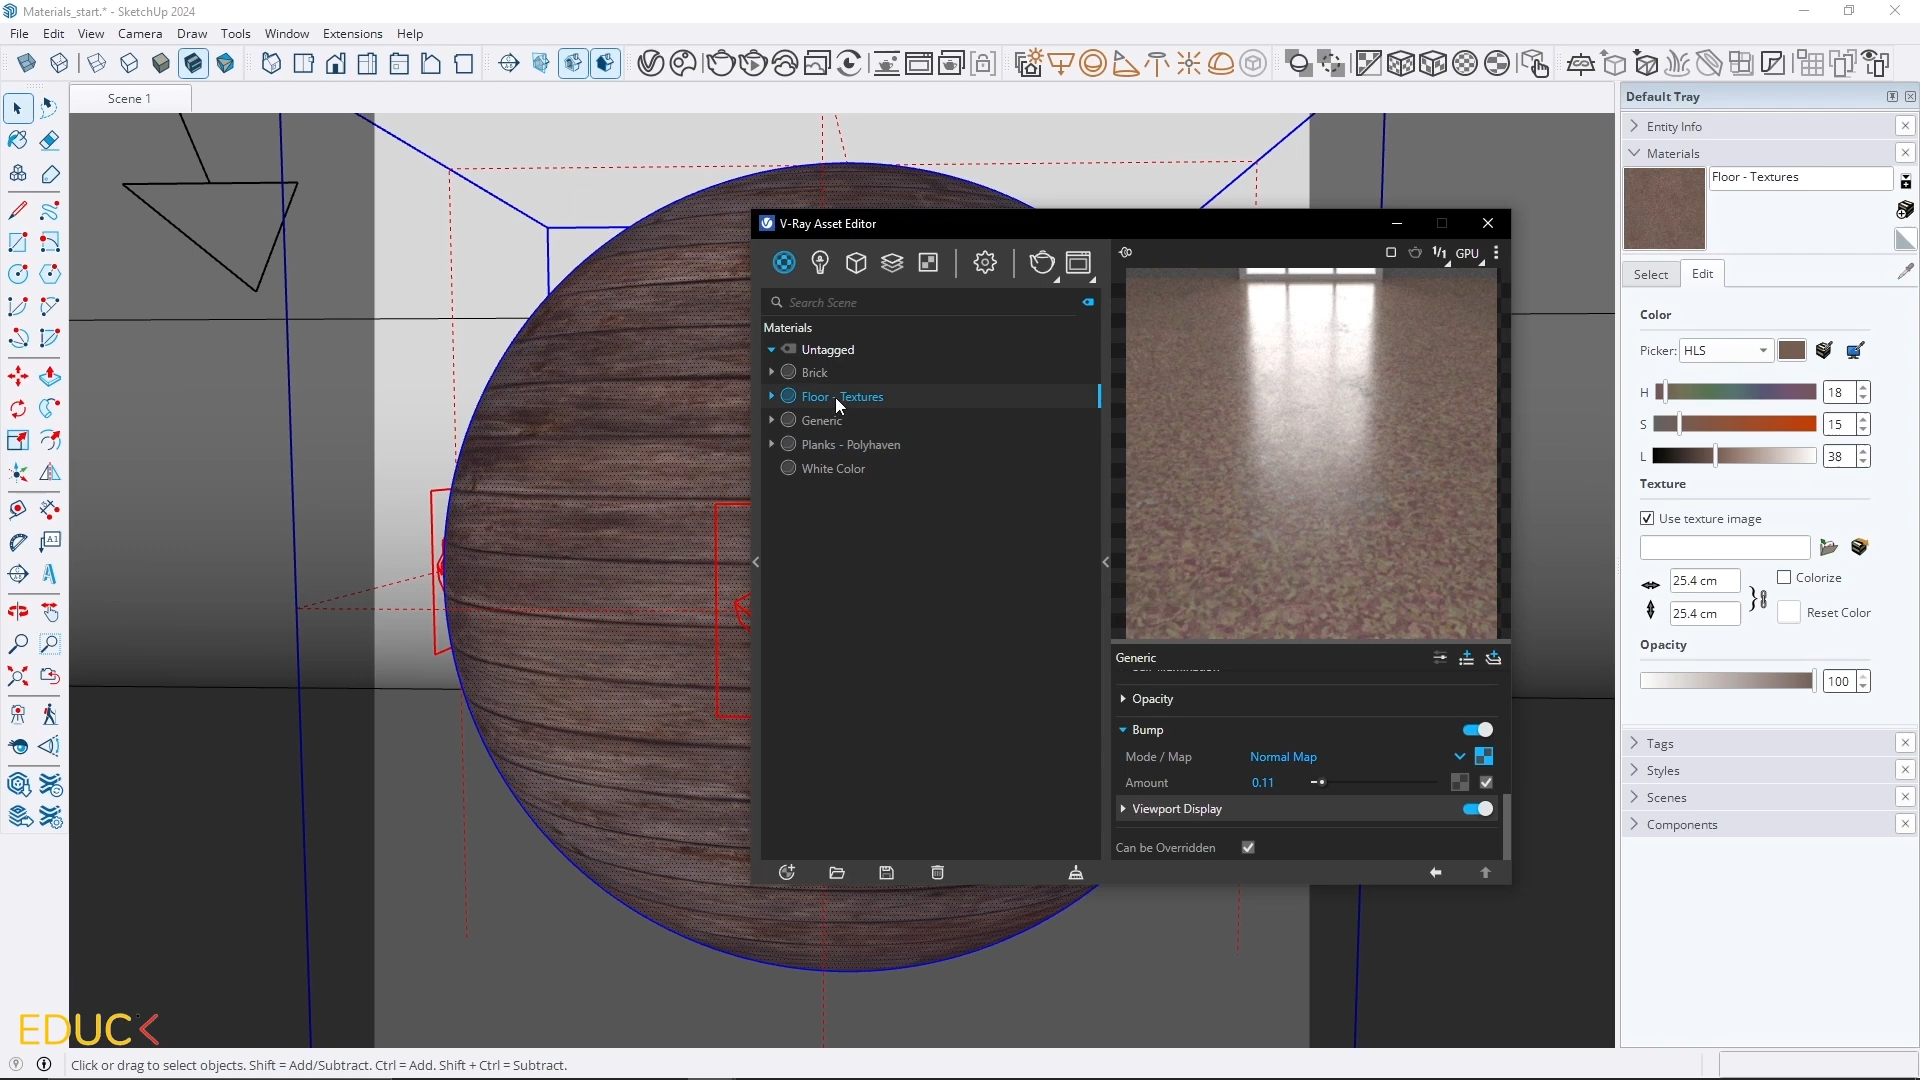 Materials_start.* - SketchUp 2024
File Edit View Camera Draw Tools Window Extensions Help
Scene 1
Default Tray
Entity Info
Materials
Floor - Textures
Select Edit
Color
Picker: HLS
H 18
S 15
L 38
Texture
Use texture image
25.4 cm Colorize
25.4 cm Reset Color
Opacity
100
Tags
Styles
Scenes
Components
V-Ray Asset Editor
1/1 GPU
Search Scene
Materials
Untagged
Brick
Floor - Textures
Generic
Planks - Polyhaven
White Color
Generic
Opacity
Bump
Mode / Map Normal Map
Amount 0.11
Viewport Display
Can be Overridden
EDUC
Click or drag to select objects. Shift = Add/Subtract. Ctrl = Add. Shift + Ctrl = Subtract.